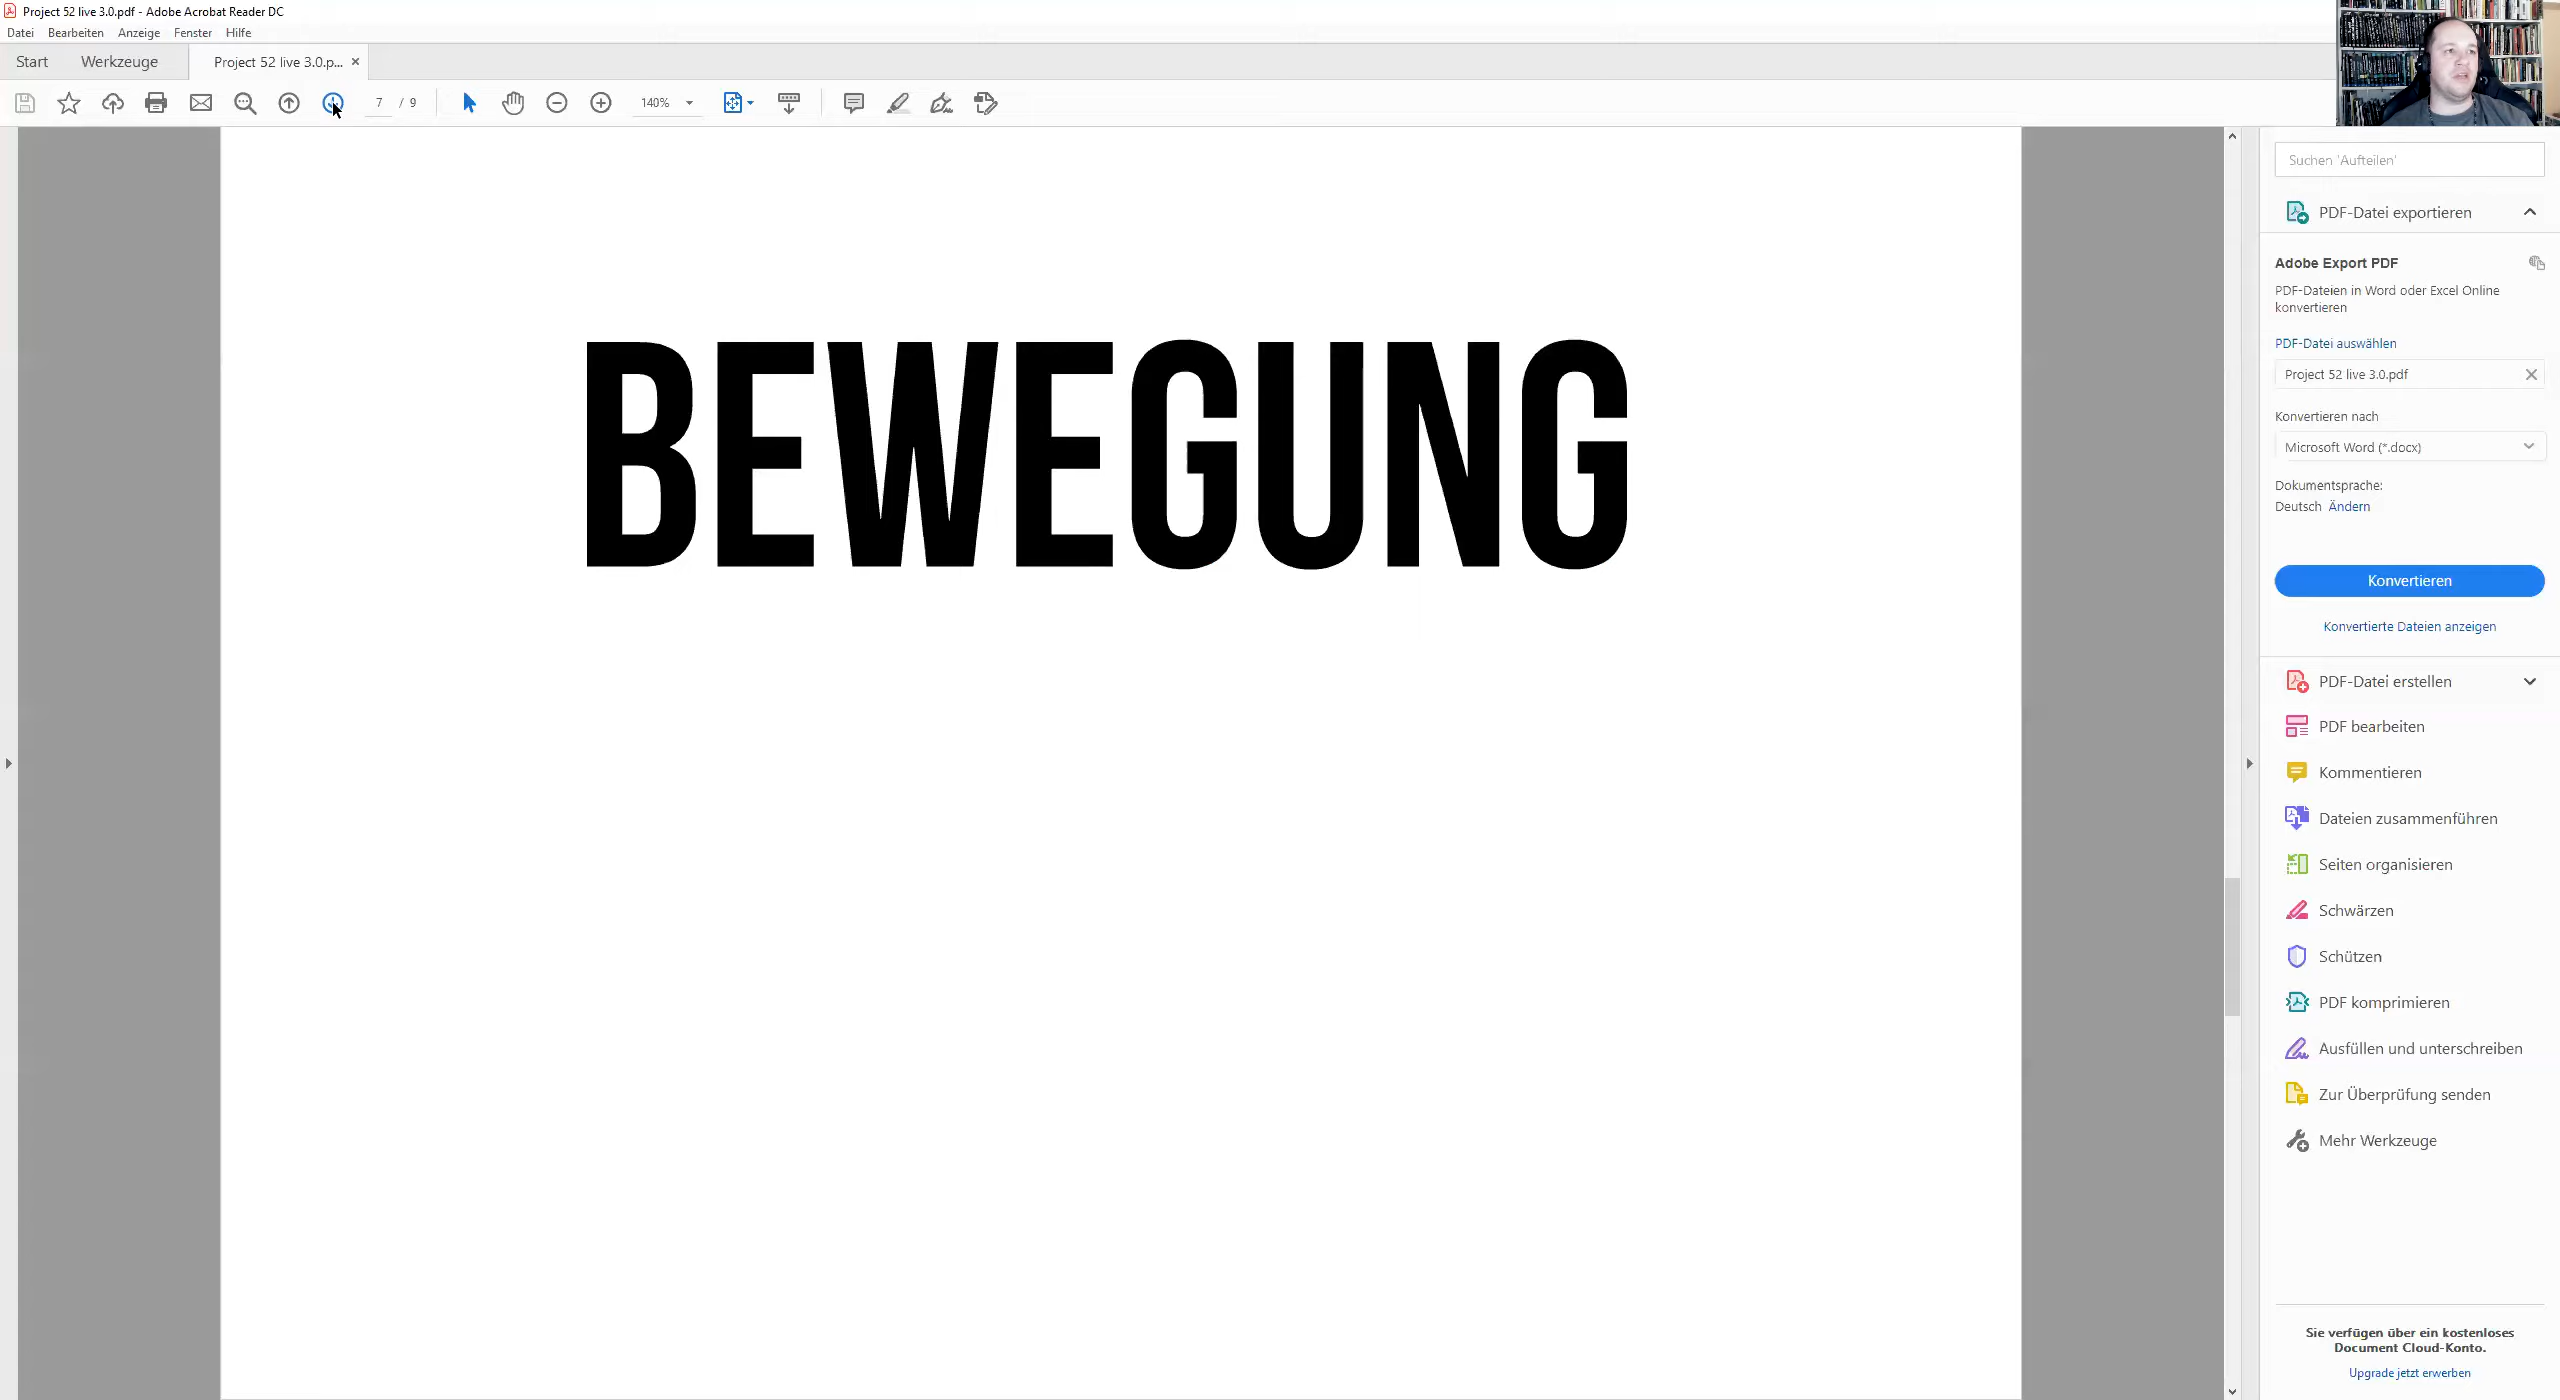 Project 52 live 3.0.pdf - Adobe Acrobat Reader DC
Datei Bearbeiten Anzeige Fenster Hilfe
Start Werkzeuge Project 52 live 3.0.p... ×
7 / 9 140%
BEWEGUNG
Suchen 'Aufteilen'
PDF-Datei exportieren
Adobe Export PDF
PDF-Dateien in Word oder Excel Online
konvertieren
PDF-Datei auswählen
Project 52 live 3.0.pdf
Konvertieren nach
Microsoft Word (*.docx)
Dokumentsprache:
Deutsch Ändern
Konvertieren
Konvertierte Dateien anzeigen
PDF-Datei erstellen
PDF bearbeiten
Kommentieren
Dateien zusammenführen
Seiten organisieren
Schwärzen
Schützen
PDF komprimieren
Ausfüllen und unterschreiben
Zur Überprüfung senden
Mehr Werkzeuge
Sie verfügen über ein kostenloses
Document Cloud-Konto.
Upgrade jetzt erwerben